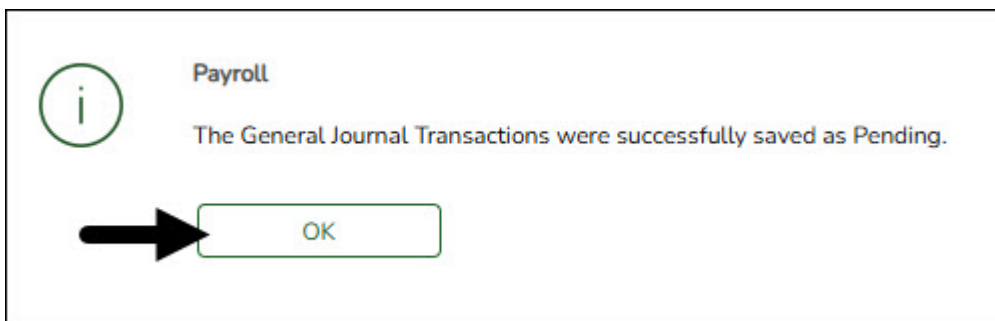 Payroll
The General Journal Transactions were successfully saved as Pending.
OK